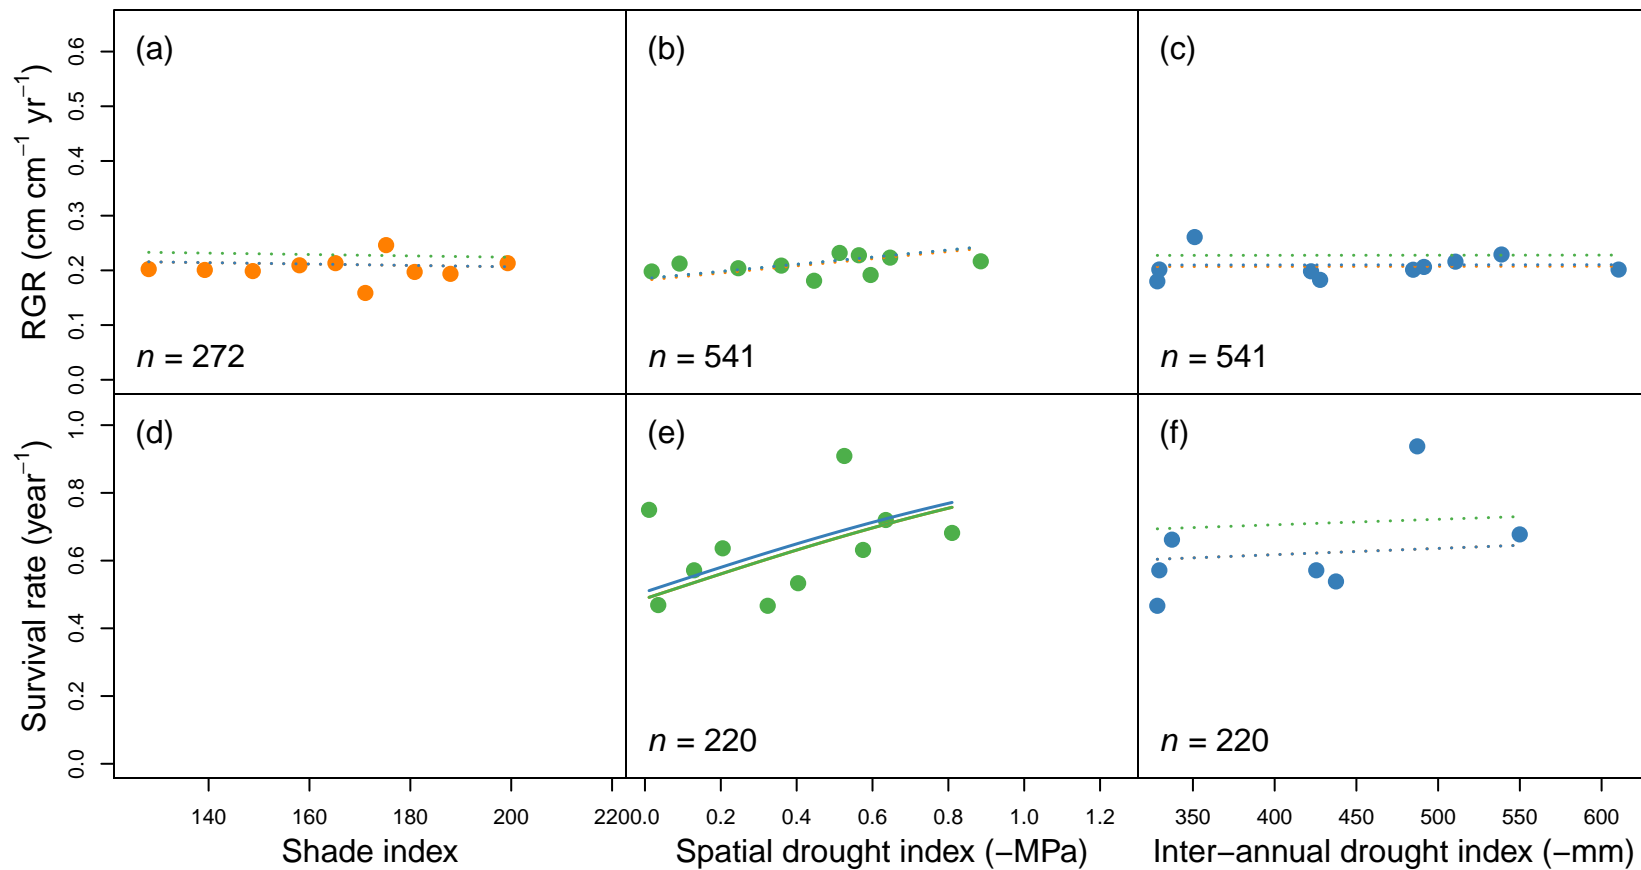 (a)
(b)
(c)
RGR (cm cm⁻¹ yr⁻¹)
0.6
0.5
0.4
0.3
0.2
0.1
0.0
n = 272
n = 541
n = 541
(d)
(e)
(f)
Survival rate (year⁻¹)
1.0
0.8
0.6
0.4
0.2
0.0
n = 220
n = 220
140 160 180 200 220
0.0 0.2 0.4 0.6 0.8 1.0 1.2
350 400 450 500 550 600
Shade index
Spatial drought index (−MPa)
Inter−annual drought index (−mm)